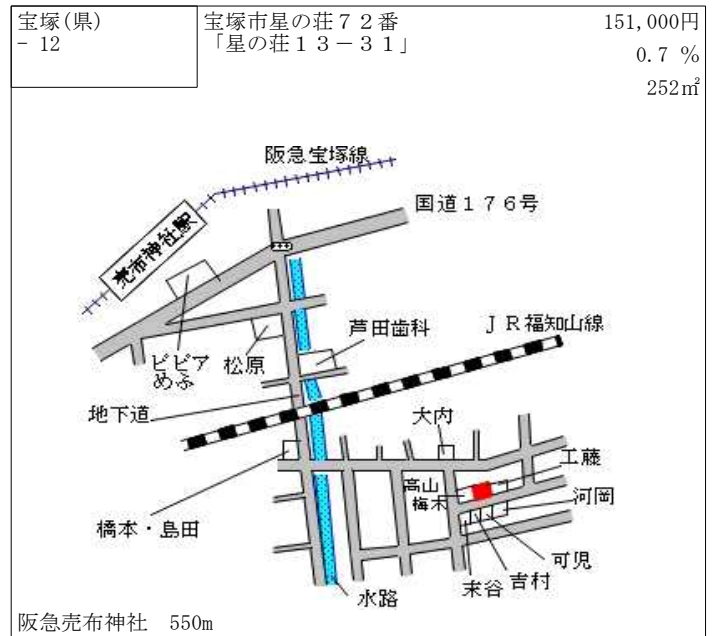 宝塚(県)
- 12
宝塚市星の荘７２番
「星の荘１３－３１」
151,000円
0.7 %
252㎡
阪急宝塚線
国道１７６号
売布神社駅
ＪＲ福知山線
芦田歯科
ピピア
めふ
松原
地下道
大内
工藤
高山
梅木
河岡
橋本・島田
可児
吉村
末谷
水路
阪急売布神社　550m